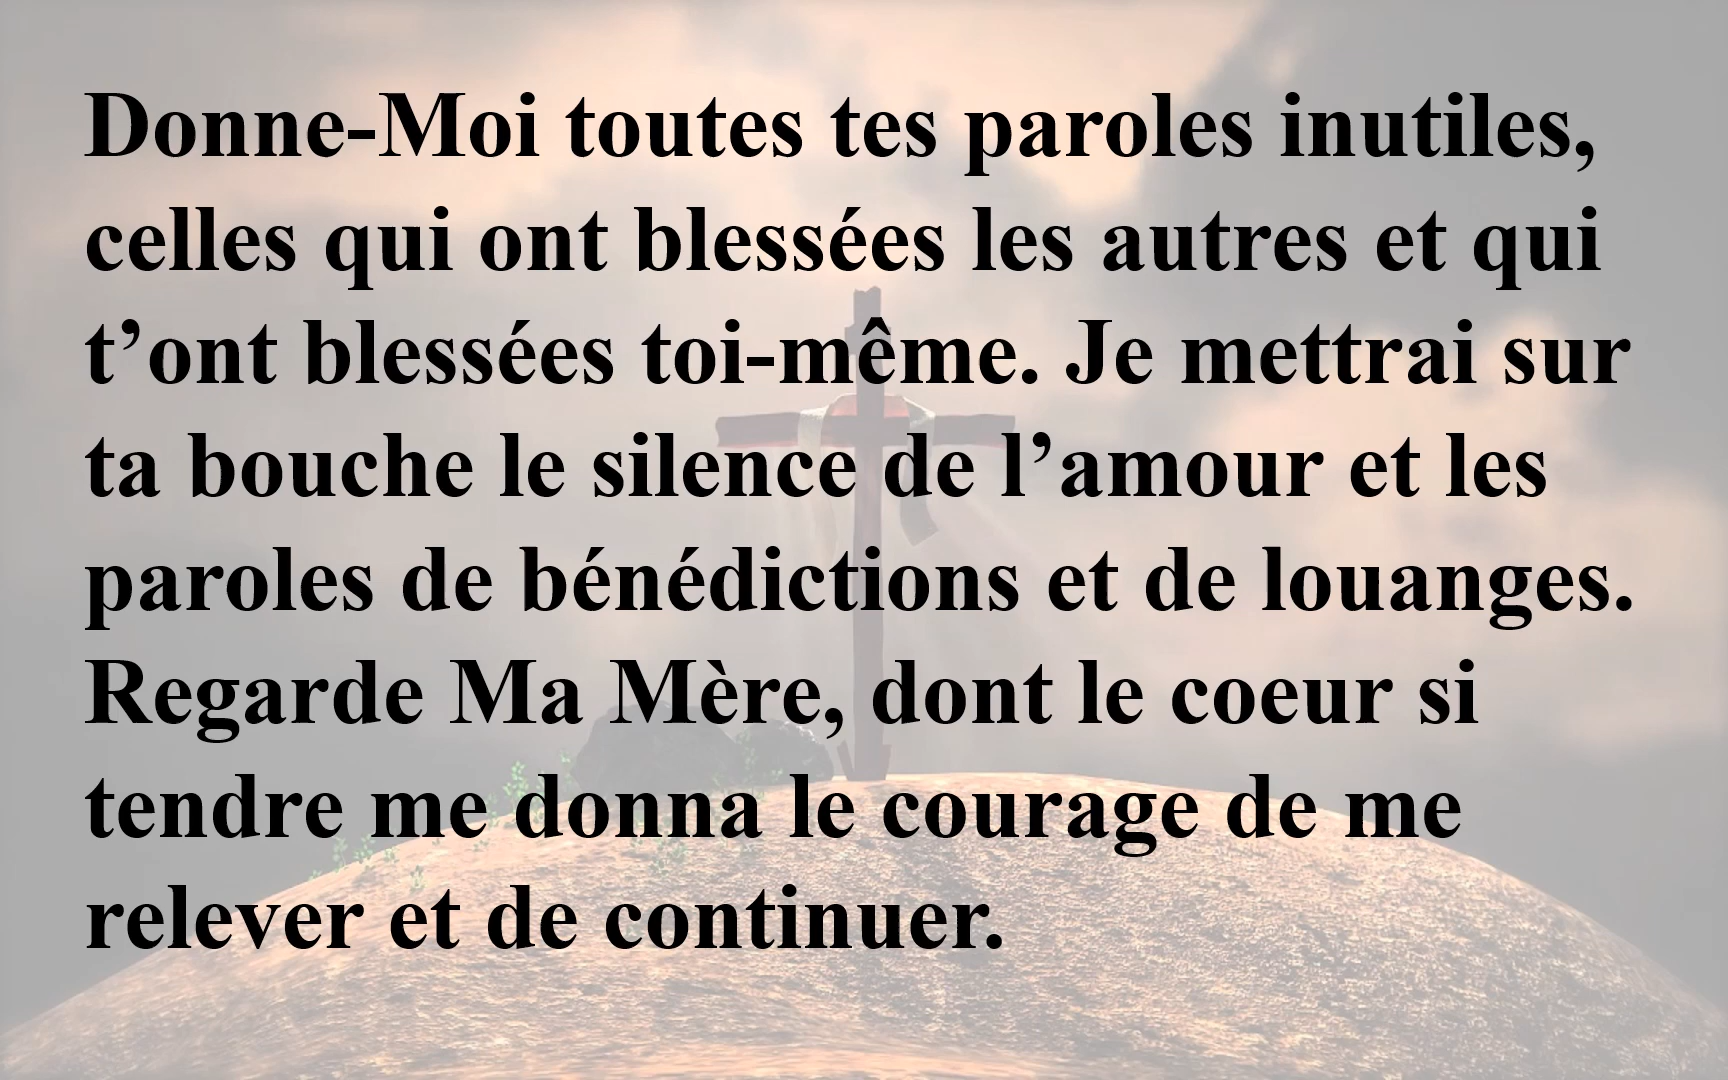 Donne-Moi toutes tes paroles inutiles,
celles qui ont blessées les autres et qui
t’ont blessées toi-même. Je mettrai sur
ta bouche le silence de l’amour et les
paroles de bénédictions et de louanges.
Regarde Ma Mère, dont le coeur si
tendre me donna le courage de me
relever et de continuer.